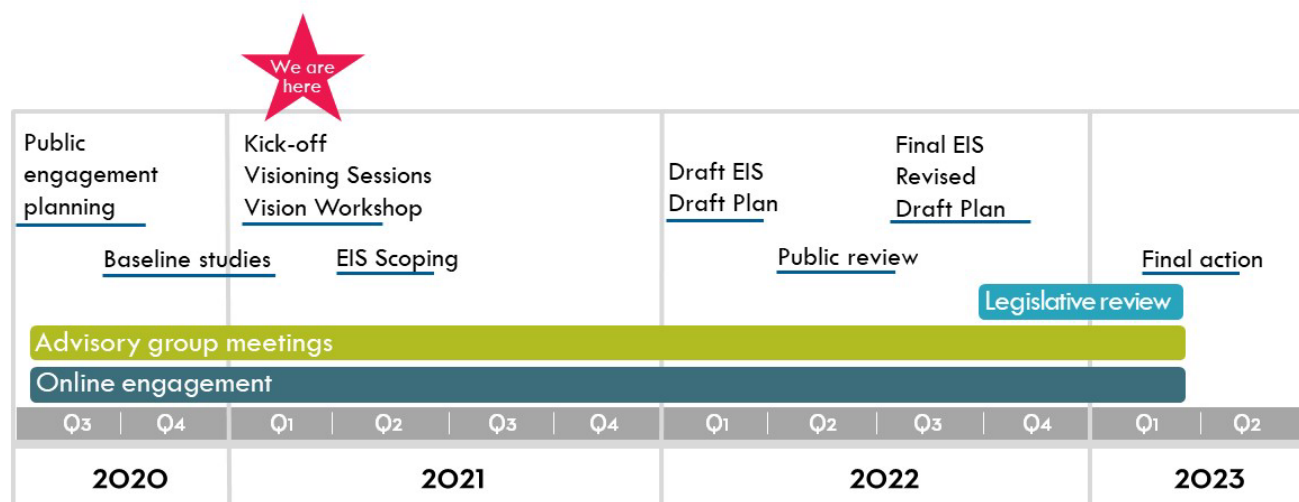 We are
here
Public
engagement
planning
Kick-off
Visioning Sessions
Vision Workshop
Draft EIS
Draft Plan
Final EIS
Revised
Draft Plan
Baseline studies
EIS Scoping
Public review
Final action
Legislative review
Advisory group meetings
Online engagement
Q3 Q4 Q1 Q2 Q3 Q4 Q1 Q2 Q3 Q4 Q1 Q2
2020 2021 2022 2023